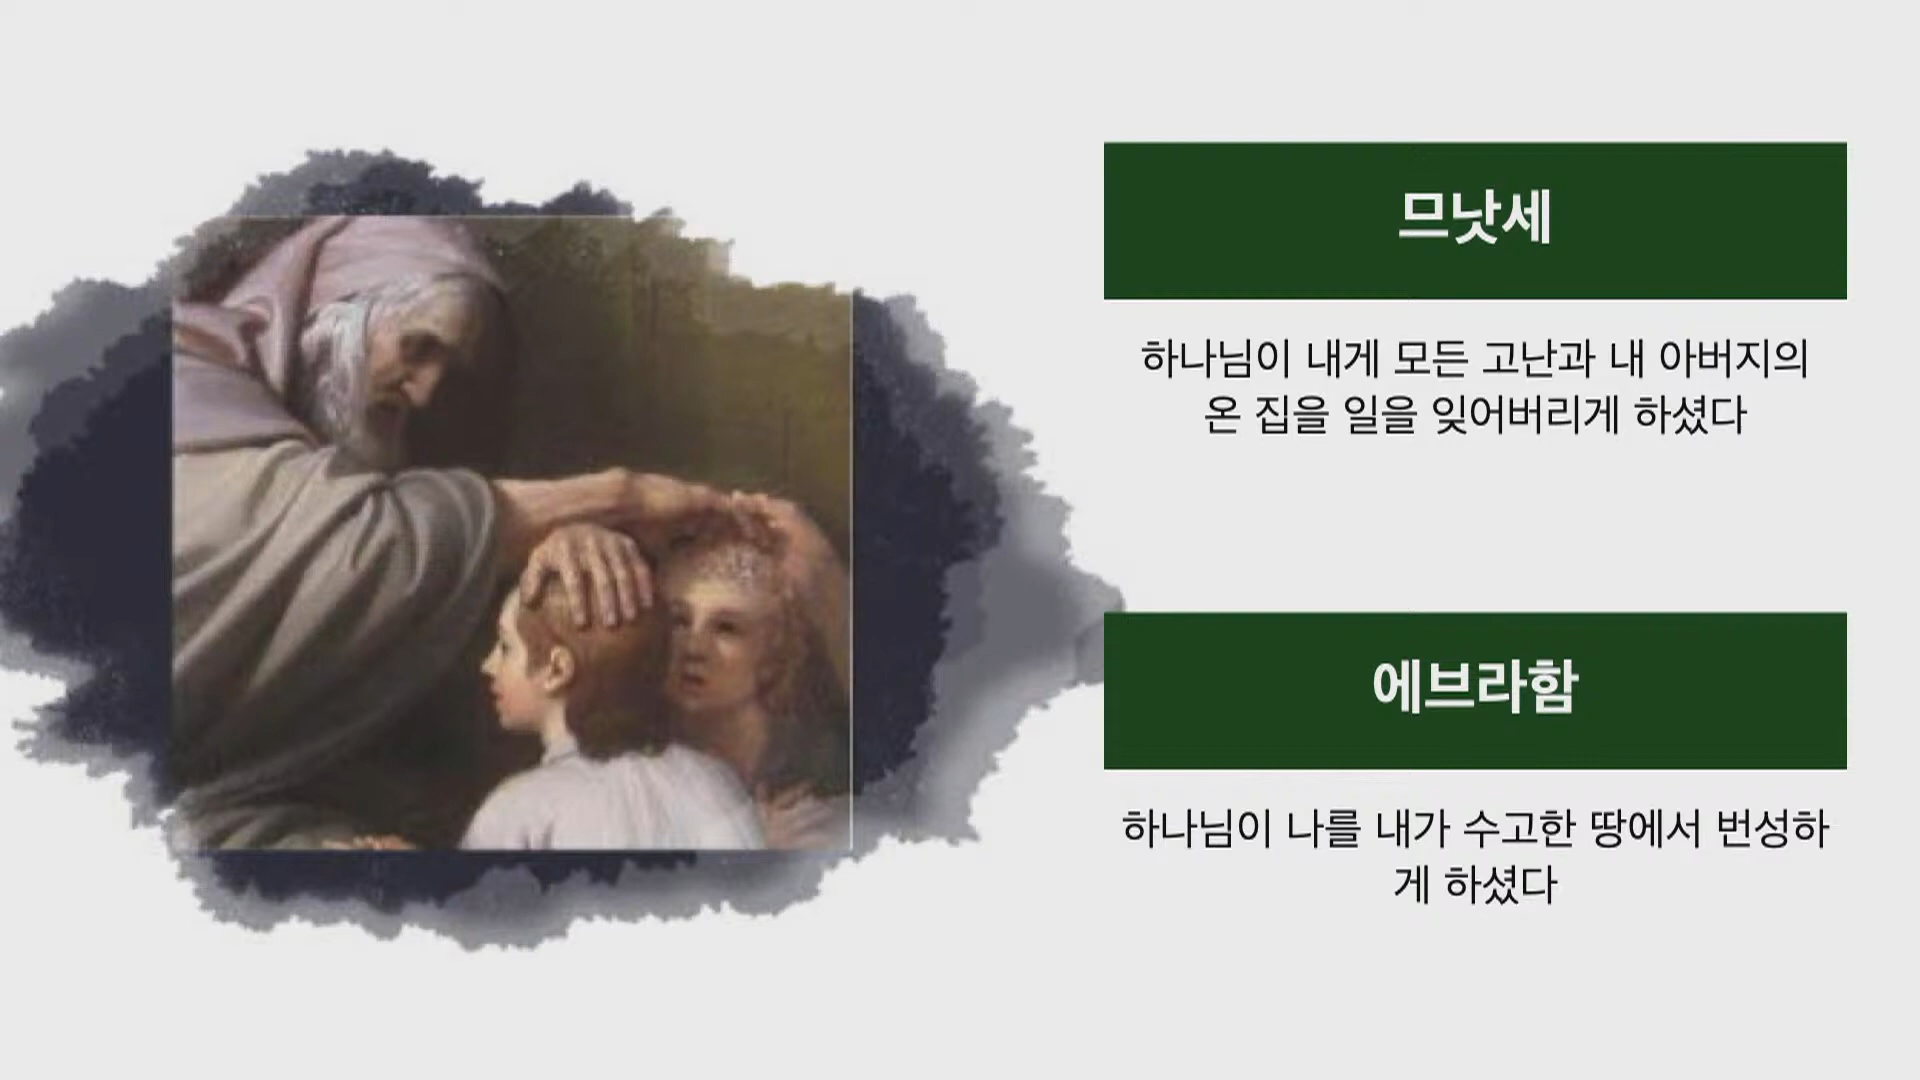 므낫세
하나님이 내게 모든 고난과 내 아버지의
온 집을 일을 잊어버리게 하셨다
에브라함
하나님이 나를 내가 수고한 땅에서 번성하
게 하셨다